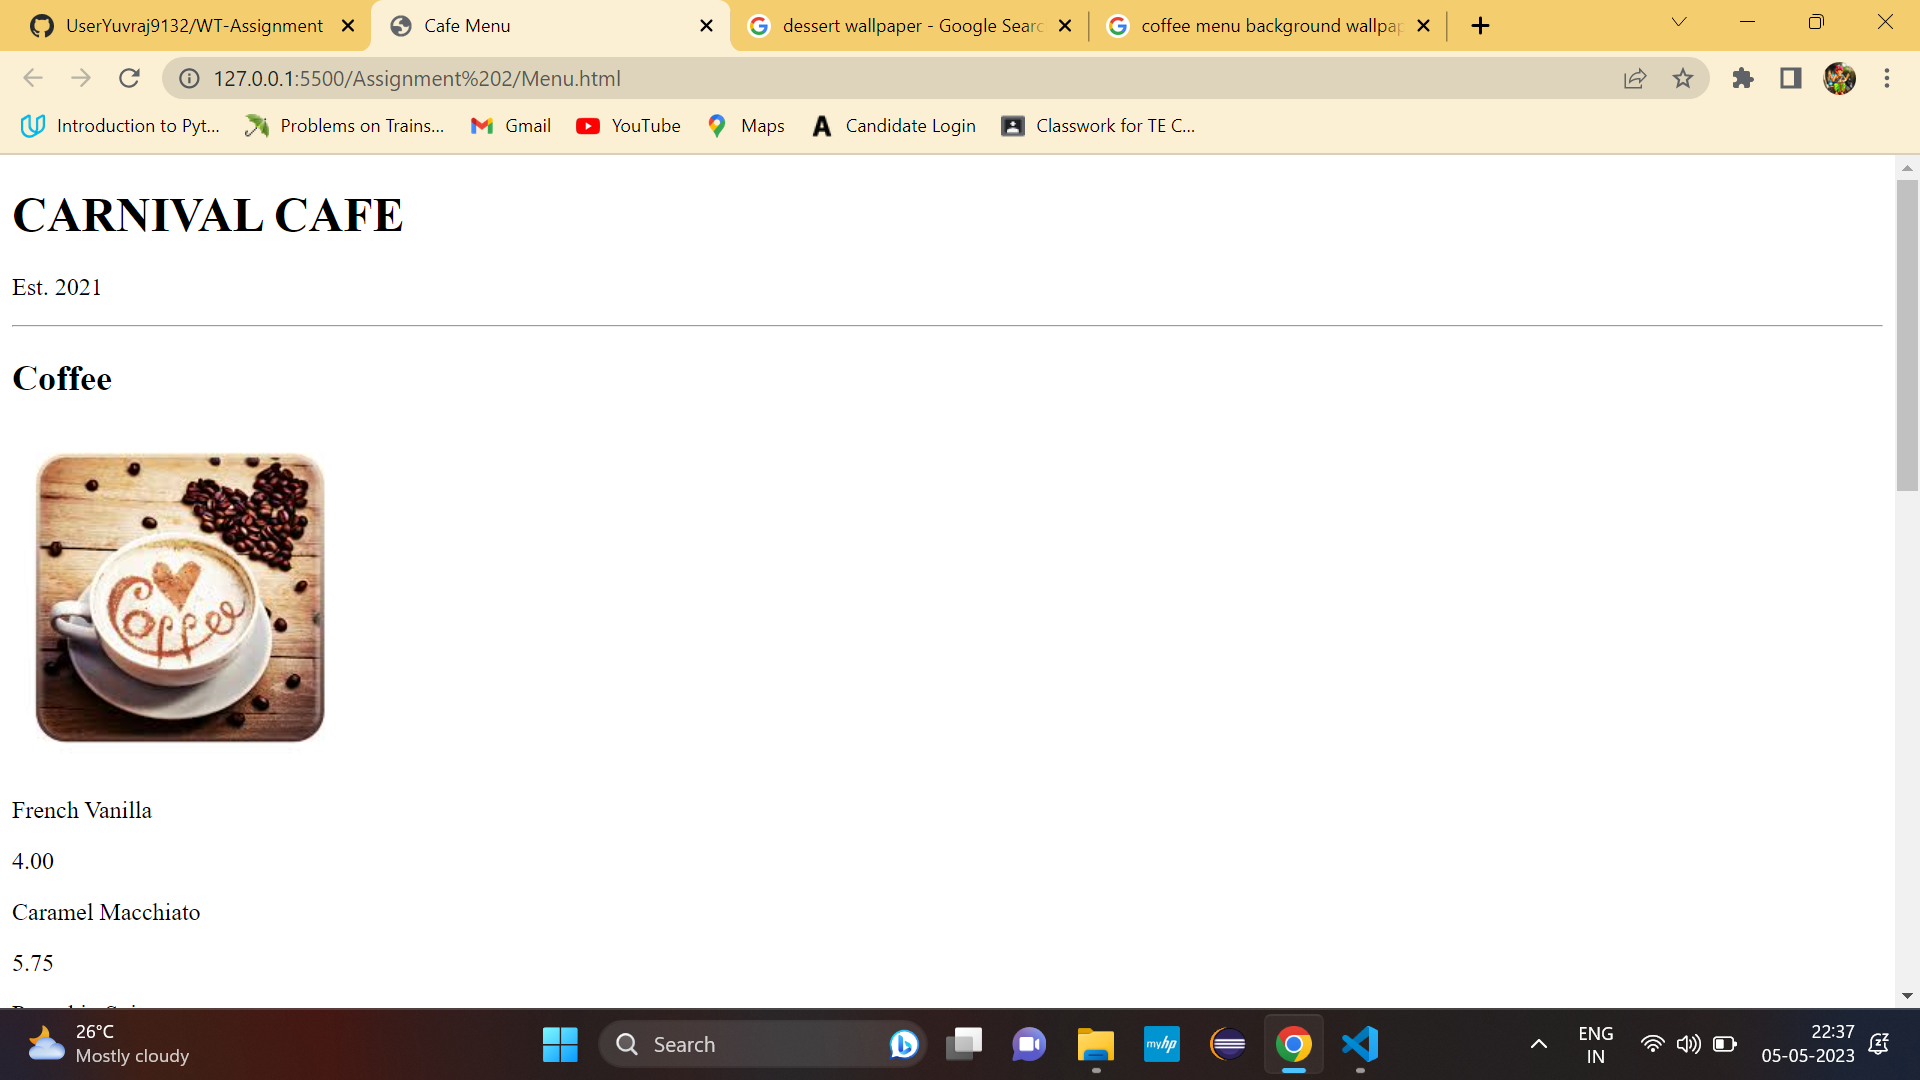 UserYuvraj9132/WT-Assignment
Cafe Menu
dessert wallpaper - Google Searc
coffee menu background wallpap
127.0.0.1:5500/Assignment%202/Menu.html
Introduction to Pyt...
Problems on Trains...
Gmail
YouTube
Maps
A
Candidate Login
Classwork for TE C...
CARNIVAL CAFE
Est. 2021
Coffee
Coffee
French Vanilla
4.00
Caramel Macchiato
5.75
26°C
Mostly cloudy
Search
myhp
ENG
IN
22:37
05-05-2023